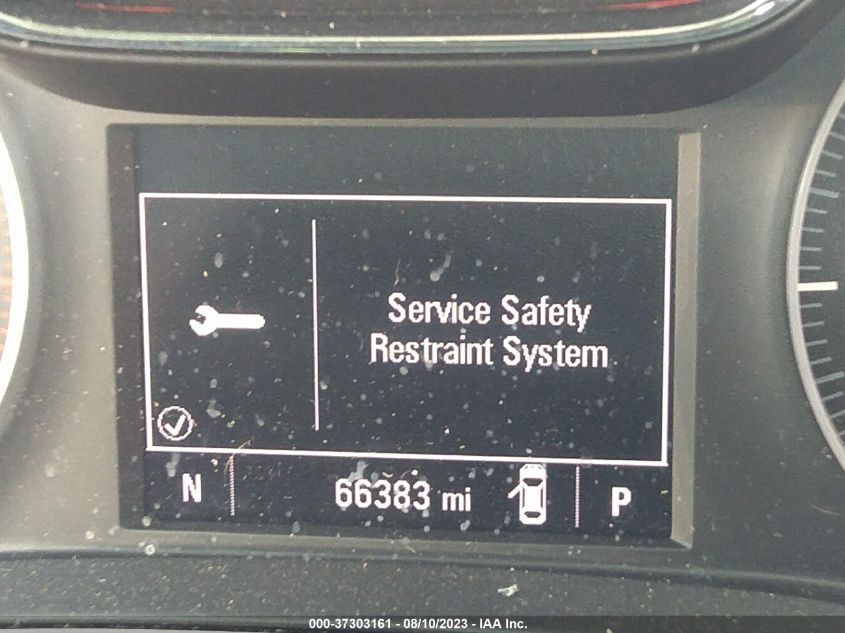 Service Safety
Restraint System
N 66383 mi P
000-37303161 - 08/10/2023 - IAA Inc.